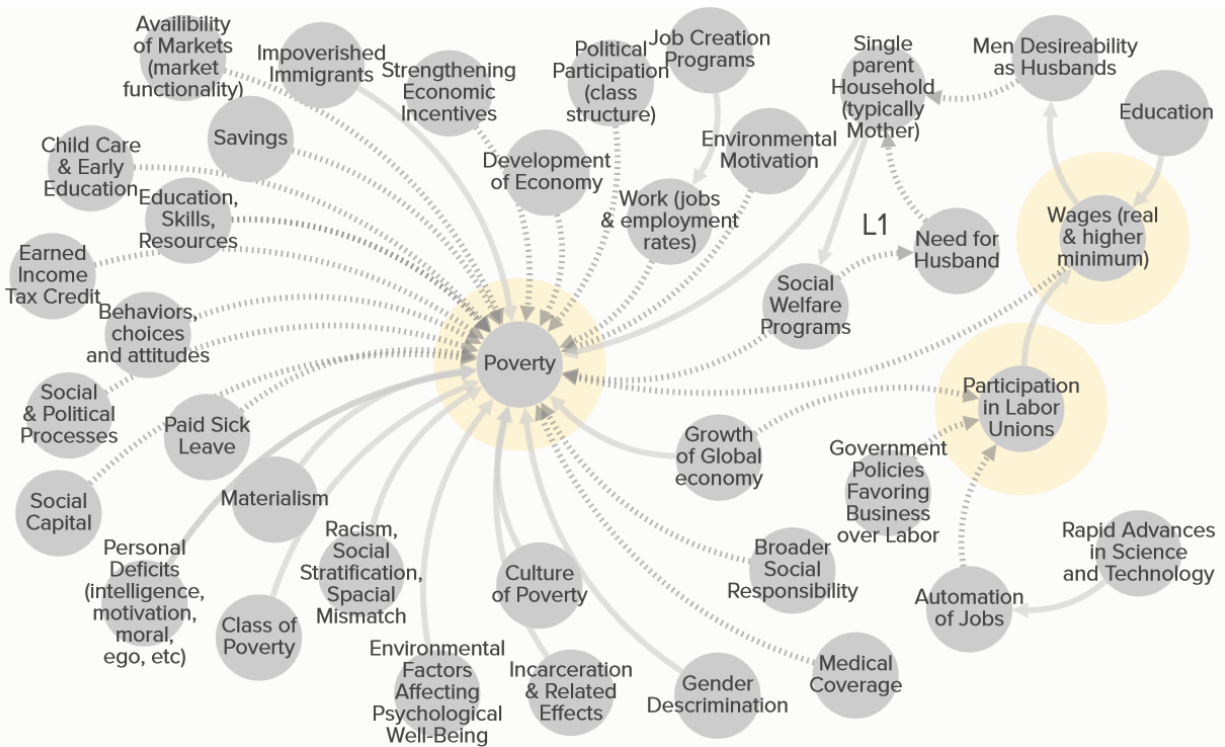 Availibility
of Markets
(market
functionality)
Impoverished
Immigrants
Strengthening
Economic
Incentives
Political
Participation
(class
structure)
Job Creation
Programs
Single
parent
Household
(typically
Mother)
Men Desireability
as Husbands
Education
Child Care
& Early
Education
Savings
Education,
Skills,
Resources
Development
of Economy
Environmental
Motivation
Work (jobs
& employment
rates)
L1
Need for
Husband
Wages (real
& higher
minimum)
Earned
Income
Tax Credit
Behaviors,
choices
and attitudes
Social
Welfare
Programs
Poverty
Social
& Political
Processes
Paid Sick
Leave
Participation
in Labor
Unions
Growth
of Global
economy
Government
Policies
Favoring
Business
over Labor
Social
Capital
Materialism
Personal
Deficits
(intelligence,
motivation,
moral,
ego, etc)
Class of
Poverty
Racism,
Social
Stratification,
Spacial
Mismatch
Culture
of Poverty
Broader
Social
Responsibility
Rapid Advances
in Science
and Technology
Automation
of Jobs
Environmental
Factors
Affecting
Psychological
Well-Being
Incarceration
& Related
Effects
Gender
Descrimination
Medical
Coverage